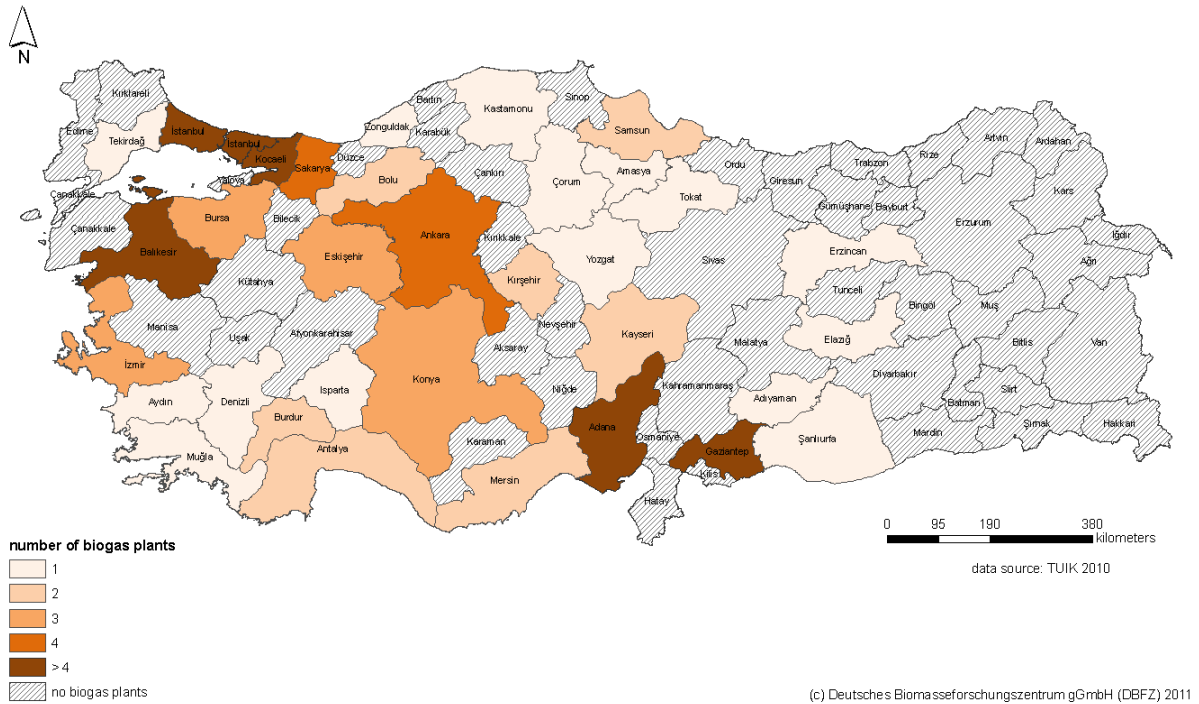 N
Kırklareli
Edirne
Tekirdağ
İstanbul
İstanbul
Kocaeli
Sakarya
Yalova
Düzce
Zonguldak
Bartın
Karabük
Kastamonu
Sinop
Samsun
Çankırı
Bolu
Çorum
Amasya
Tokat
Ordu
Giresun
Trabzon
Rize
Artvin
Ardahan
Gümüşhane
Bayburt
Kars
Erzurum
Iğdır
Ağrı
Çanakkale
Çanakkale
Balıkesir
Bursa
Bilecik
Eskişehir
Ankara
Kırıkkale
Yozgat
Sivas
Erzincan
Tunceli
Bingöl
Muş
Kütahya
Kırşehir
Manisa
Uşak
Afyonkarahisar
Nevşehir
Kayseri
Malatya
Elazığ
Bitlis
Van
İzmir
Aksaray
Konya
Niğde
Kahramanmaraş
Diyarbakır
Batman
Siirt
Aydın
Denizli
Isparta
Burdur
Adıyaman
Şanlıurfa
Mardin
Şırnak
Hakkari
Muğla
Antalya
Karaman
Mersin
Adana
Osmaniye
Gaziantep
Kilis
Hatay
0 95 190 380
kilometers
data source: TUIK 2010
number of biogas plants
1
2
3
4
> 4
no biogas plants
(c) Deutsches Biomasseforschungszentrum gGmbH (DBFZ) 2011